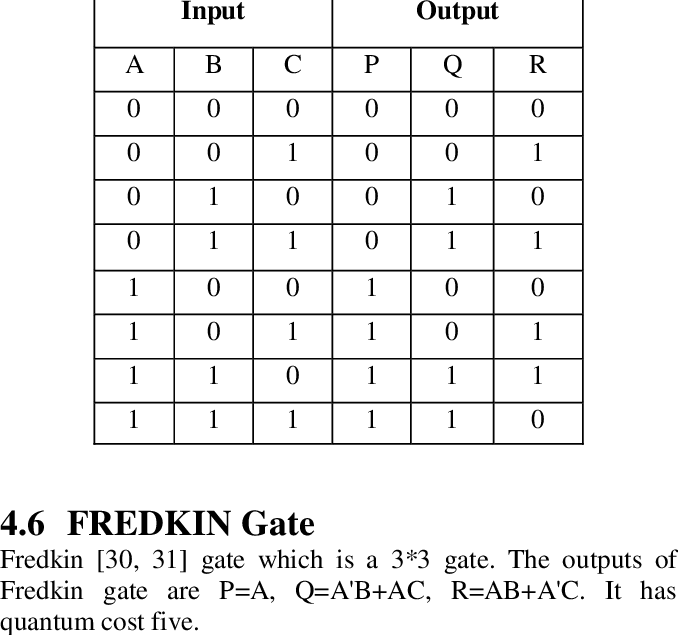 Input Output
A B C P Q R
0 0 0 0 0 0
0 0 1 0 0 1
0 1 0 0 1 0
0 1 1 0 1 1
1 0 0 1 0 0
1 0 1 1 0 1
1 1 0 1 1 1
1 1 1 1 1 0
4.6 FREDKIN Gate
Fredkin [30, 31] gate which is a 3*3 gate. The outputs of
Fredkin gate are P=A, Q=A'B+AC, R=AB+A'C. It has
quantum cost five.